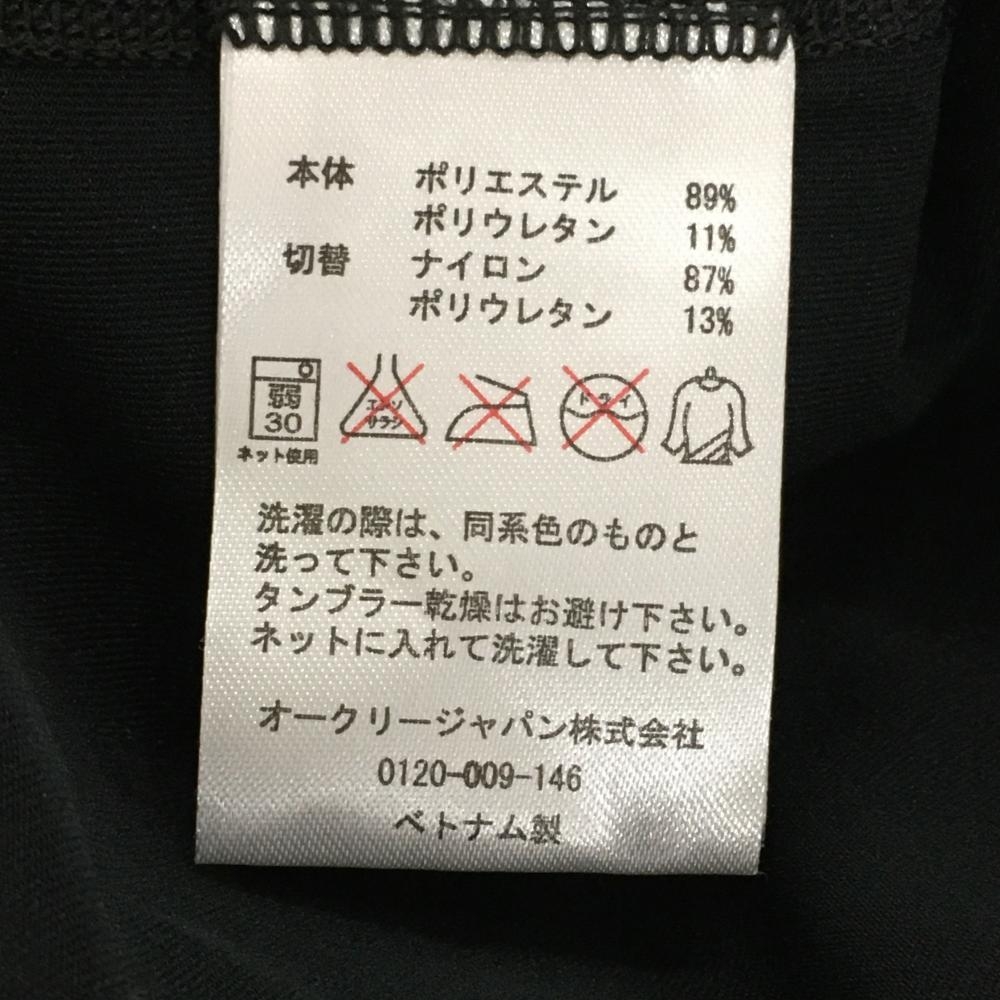 本体 ポリエステル 89%
ポリウレタン 11%
切替 ナイロン 87%
ポリウレタン 13%
弱
30
ネット使用
エンソ
サラシ
ドライ
洗濯の際は、同系色のものと
洗って下さい。
タンブラー乾燥はお避け下さい。
ネットに入れて洗濯して下さい。
オークリージャパン株式会社
0120-009-146
ベトナム製